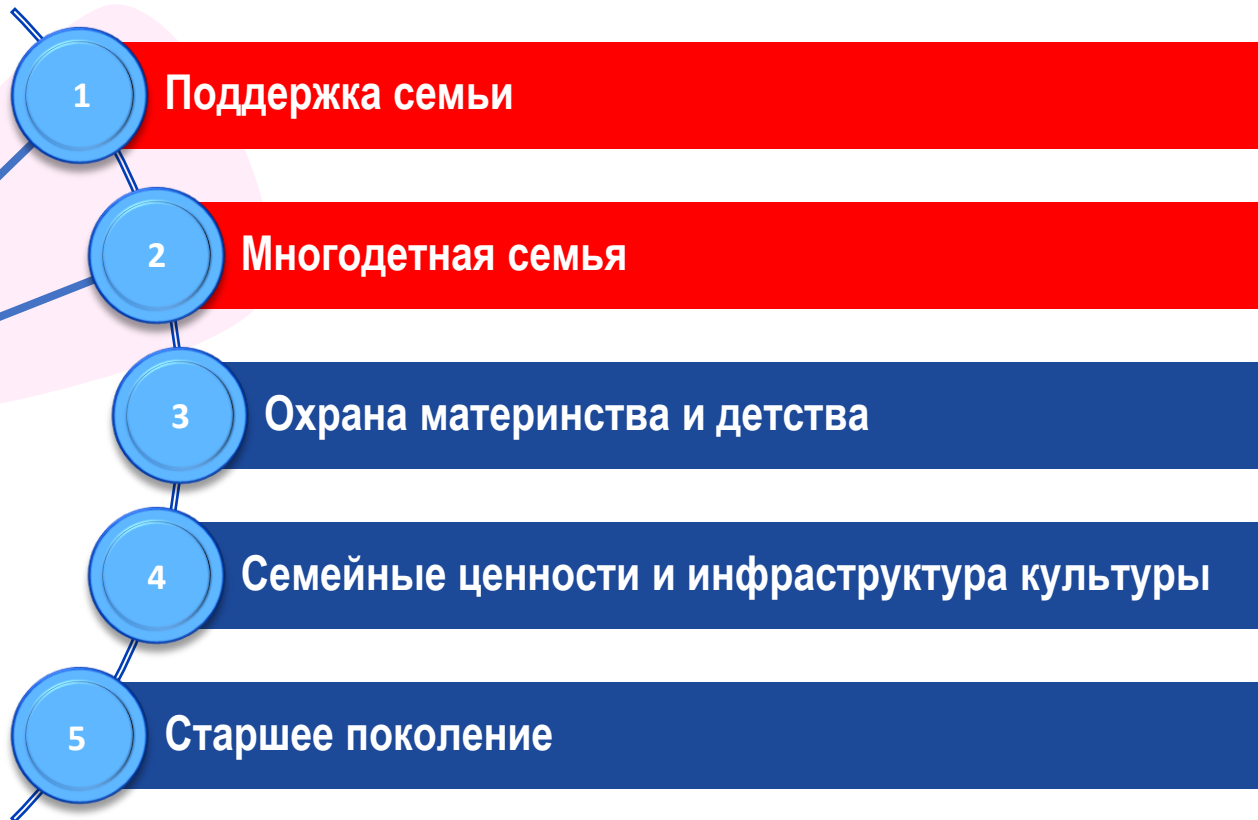 1
Поддержка семьи
2
Многодетная семья
3
Охрана материнства и детства
4
Семейные ценности и инфраструктура культуры
5
Старшее поколение